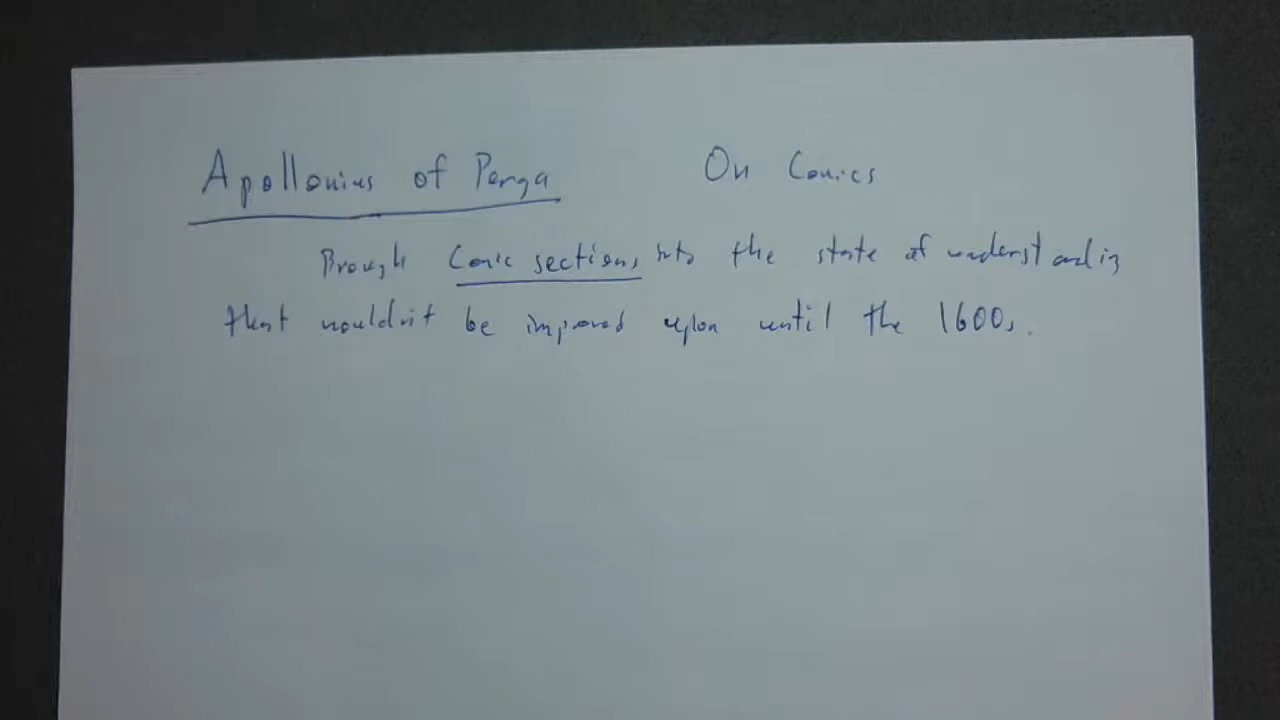 Apollonius of Perga On Conics
Brough Conic sections into the state of understanding
that wouldn't be improved upon until the 1600s.